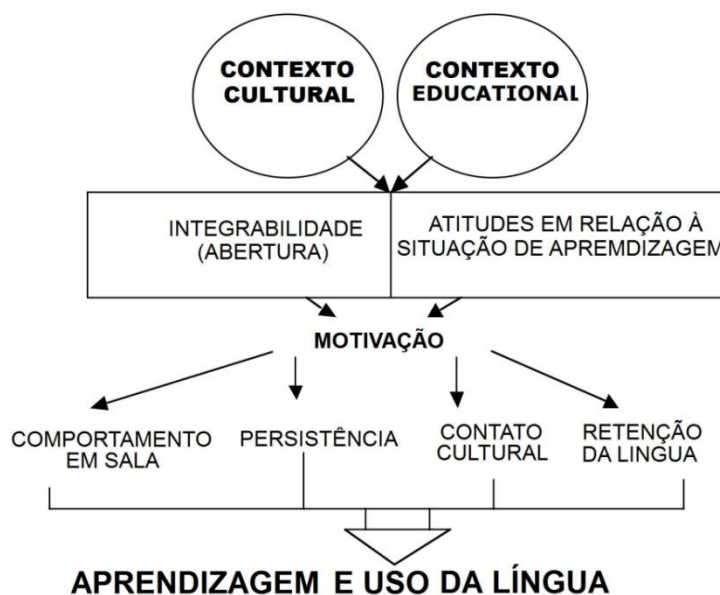 CONTEXTO
CULTURAL
CONTEXTO
EDUCATIONAL
INTEGRABILIDADE
(ABERTURA)
ATITUDES EM RELAÇÃO À
SITUAÇÃO DE APREMDIZAGEM
MOTIVAÇÃO
COMPORTAMENTO
EM SALA
PERSISTÊNCIA
CONTATO
CULTURAL
RETENÇÃO
DA LINGUA
APRENDIZAGEM E USO DA LÍNGUA